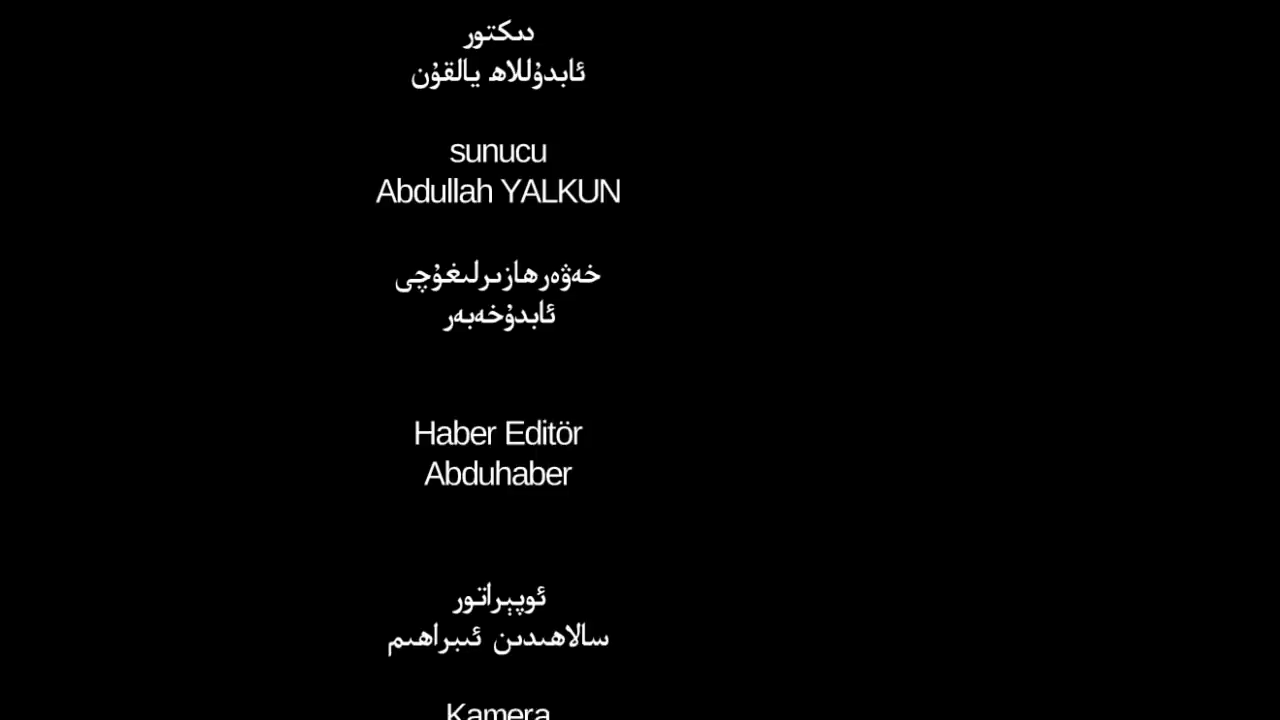 دىكتور
ئابدۇللاھ يالقۇن
sunucu
Abdullah YALKUN
خەۋەرھازىرلىغۇچى
ئابدۇخەبەر
Haber Editör
Abduhaber
ئوپېراتور
سالاھىدىن ئىبراھىم
Kamera